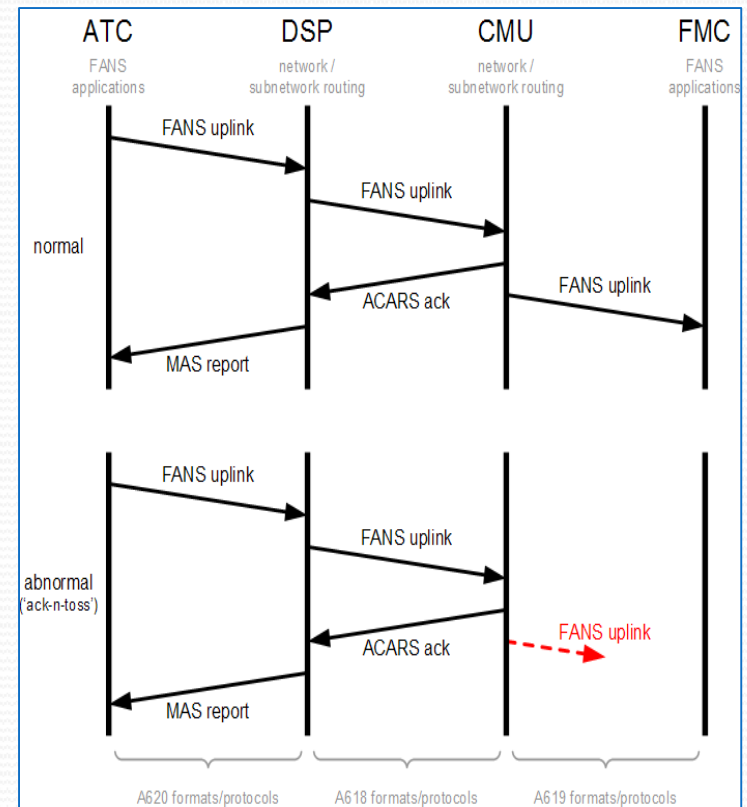 ATC DSP CMU FMC
FANS network / network / FANS
applications subnetwork routing subnetwork routing applications
FANS uplink
FANS uplink
normal
FANS uplink
ACARS ack
MAS report
FANS uplink
FANS uplink
abnormal
('ack-n-toss')
FANS uplink
ACARS ack
MAS report
A620 formats/protocols A618 formats/protocols A619 formats/protocols